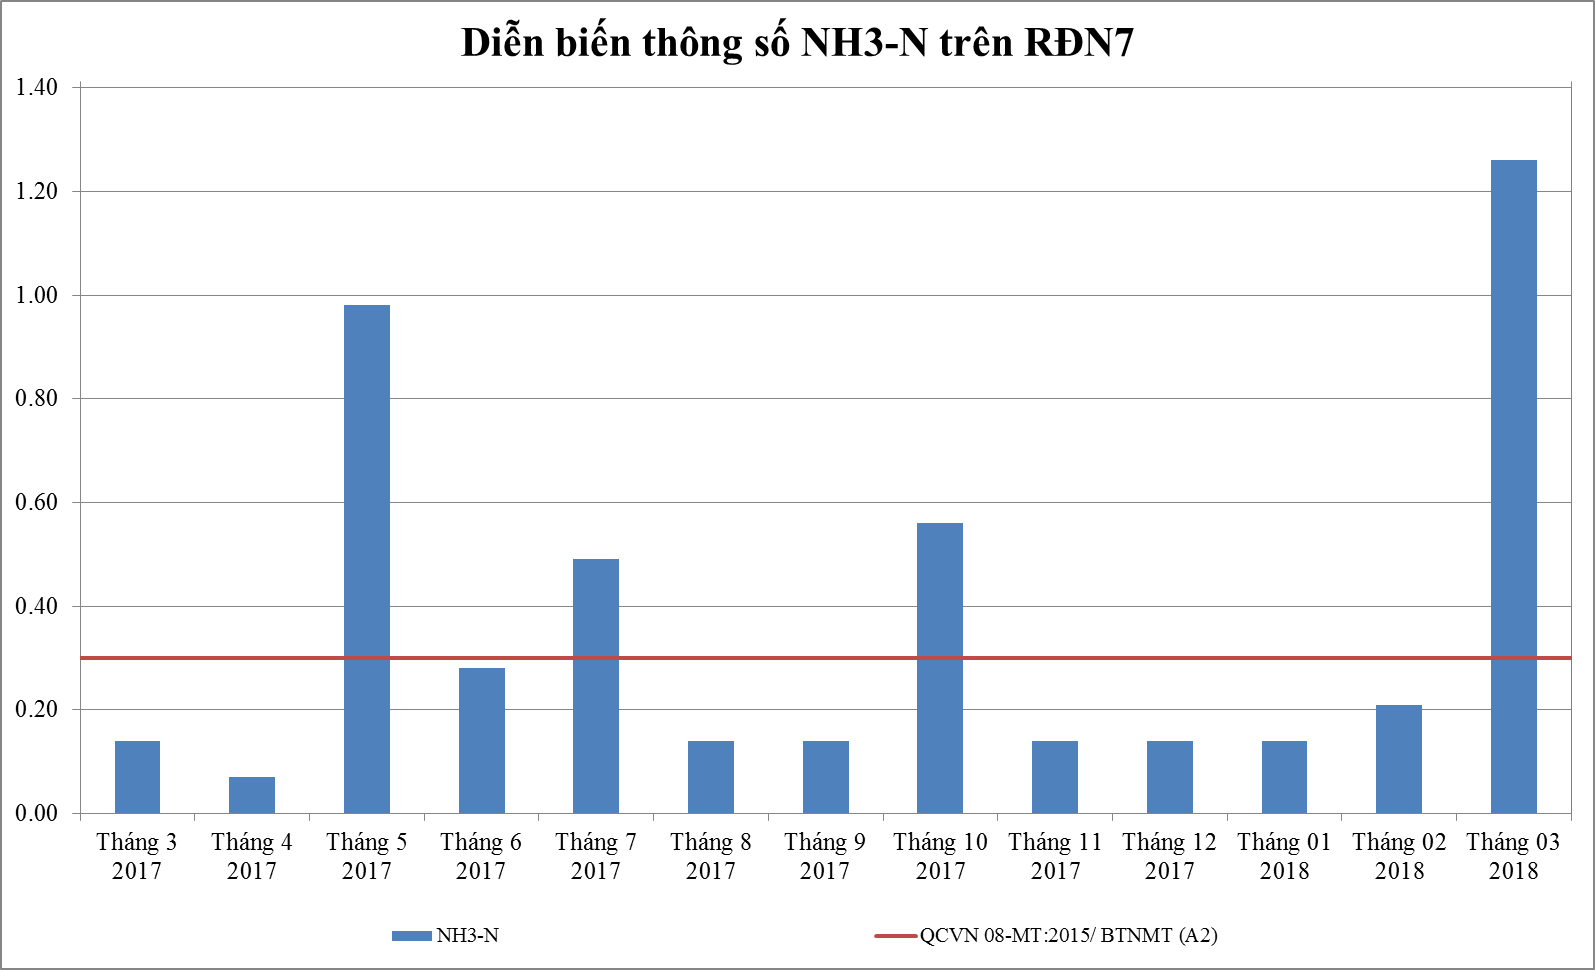 Diễn biến thông số NH3-N trên RĐN7
1.40
1.20
1.00
0.80
0.60
0.40
0.20
0.00
Tháng 3 Tháng 4 Tháng 5 Tháng 6 Tháng 7 Tháng 8 Tháng 9 Tháng 10 Tháng 11 Tháng 12 Tháng 01 Tháng 02 Tháng 03
2017 2017 2017 2017 2017 2017 2017 2017 2017 2017 2018 2018 2018
NH3-N QCVN 08-MT:2015/ BTNMT (A2)